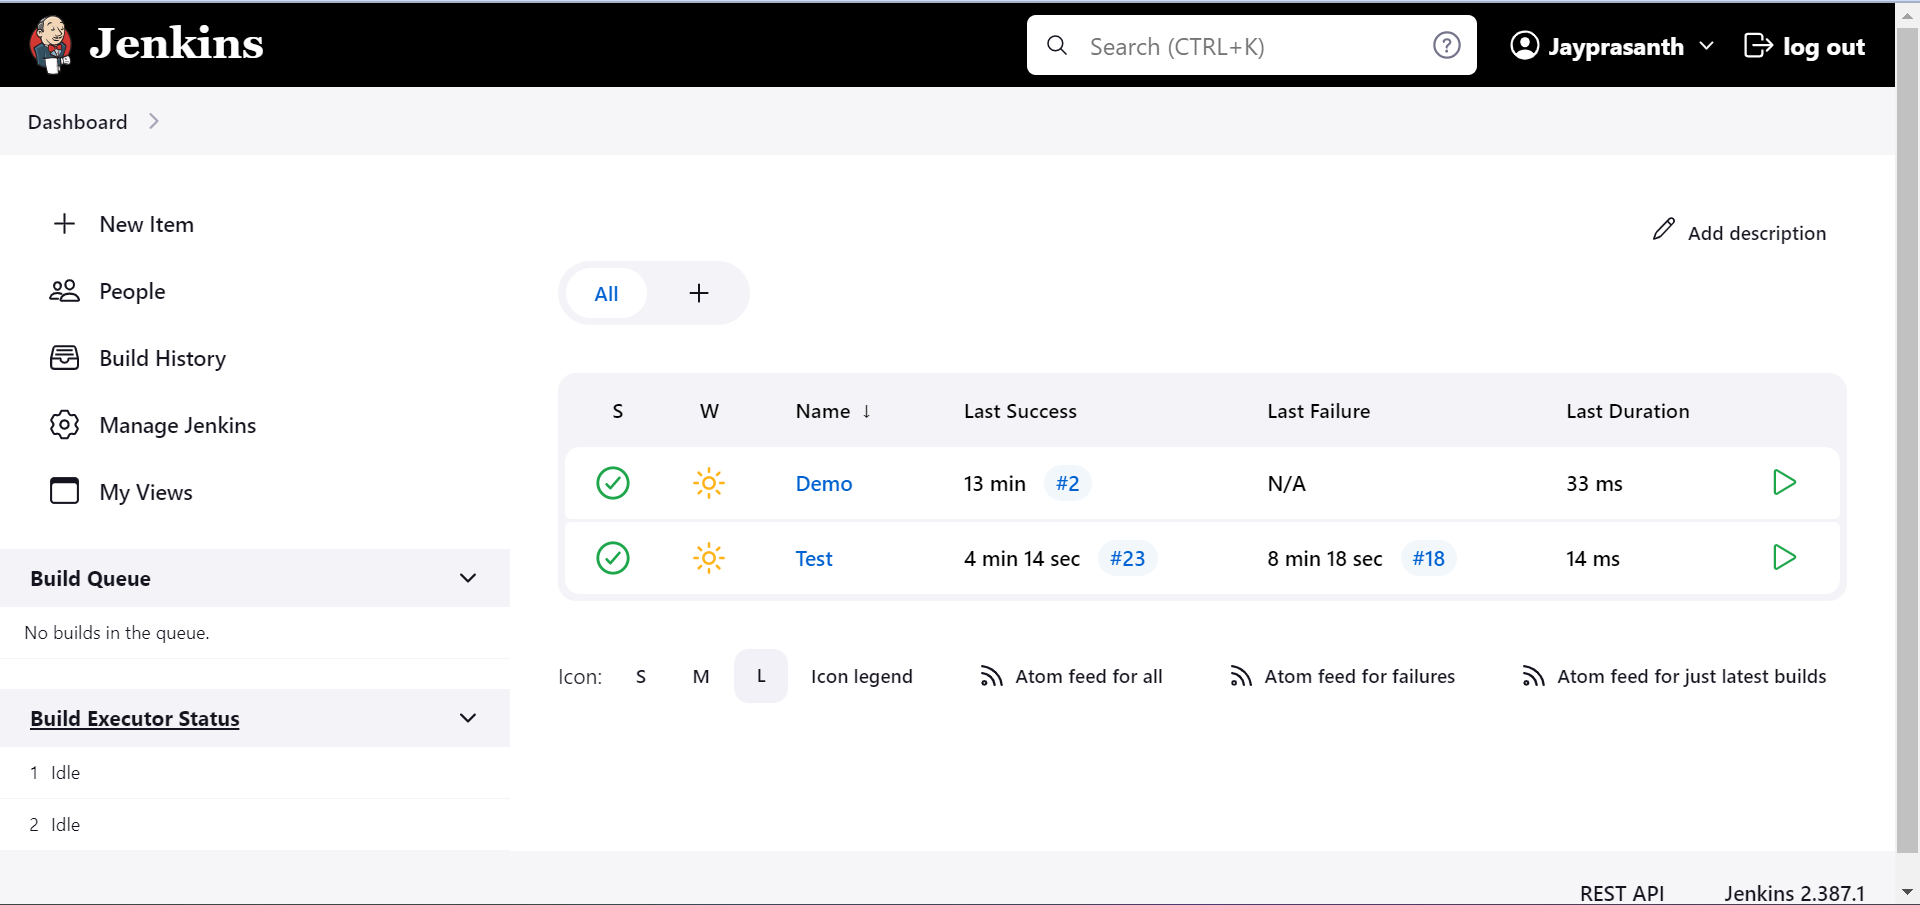 Jenkins
Search (CTRL+K)
Jayprasanth
log out
Dashboard
New Item
People
Build History
Manage Jenkins
My Views
Build Queue
No builds in the queue.
Build Executor Status
1 Idle
2 Idle
Add description
All
S W Name ↓ Last Success Last Failure Last Duration
Demo 13 min #2 N/A 33 ms
Test 4 min 14 sec #23 8 min 18 sec #18 14 ms
Icon: S M L Icon legend Atom feed for all Atom feed for failures Atom feed for just latest builds
REST API Jenkins 2.387.1